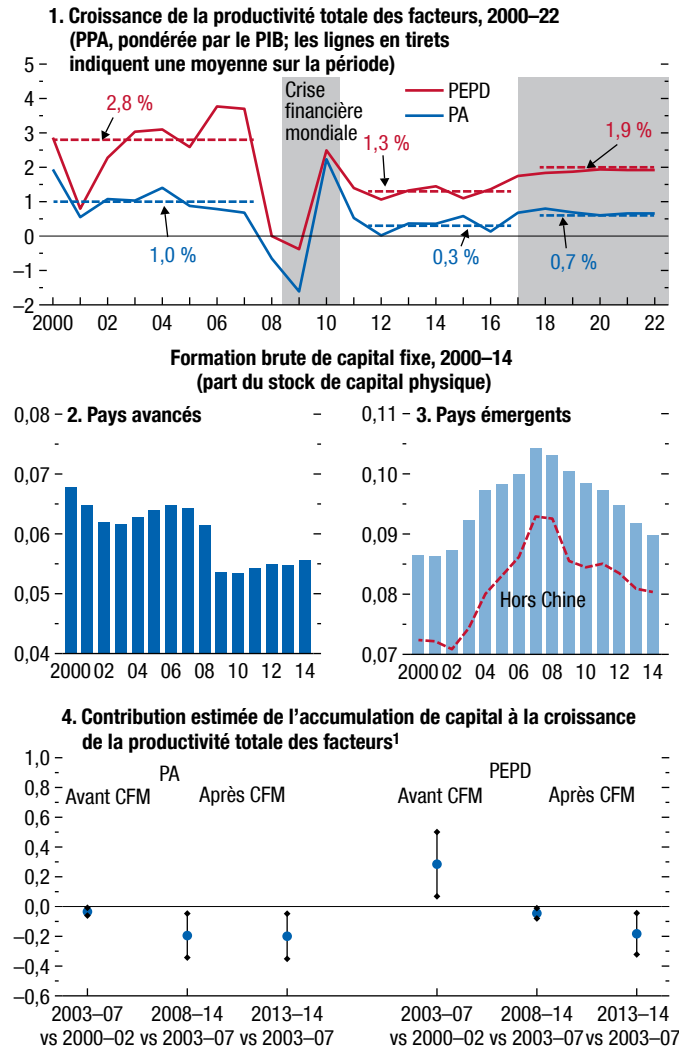 1. Croissance de la productivité totale des facteurs, 2000–22
(PPA, pondérée par le PIB; les lignes en tirets
indiquent une moyenne sur la période)
5
4
3
2
1
0
–1
–2
2,8 %
Crise
financière
mondiale
PEPD
PA
1,3 %
1,9 %
1,0 %
0,3 %
0,7 %
2000 02 04 06 08 10 12 14 16 18 20 22
Formation brute de capital fixe, 2000–14
(part du stock de capital physique)
2. Pays avancés
0,08
0,07
0,06
0,05
0,04
2000 02 04 06 08 10 12 14
3. Pays émergents
0,11
0,10
0,09
0,08
0,07
Hors Chine
2000 02 04 06 08 10 12 14
4. Contribution estimée de l’accumulation de capital à la croissance
de la productivité totale des facteurs1
1,0
0,8
0,6
0,4
0,2
0,0
–0,2
–0,4
–0,6
PA
PEPD
Avant CFM
Après CFM
Avant CFM
Après CFM
2003–07 2008–14 2013–14 2003–07 2008–14 2013–14
vs 2000–02 vs 2003–07 vs 2003–07 vs 2000–02 vs 2003–07 vs 2003–07